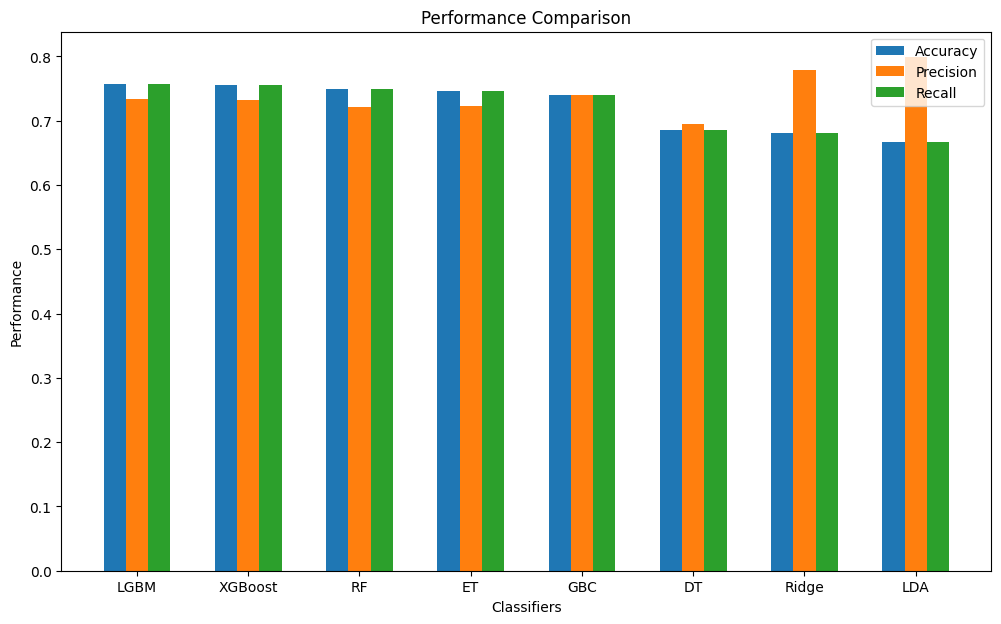 Performance Comparison
Accuracy
Precision
Recall
0.8
0.7
0.6
0.5
0.4
0.3
0.2
0.1
0.0
Performance
LGBM XGBoost RF ET GBC DT Ridge LDA
Classifiers